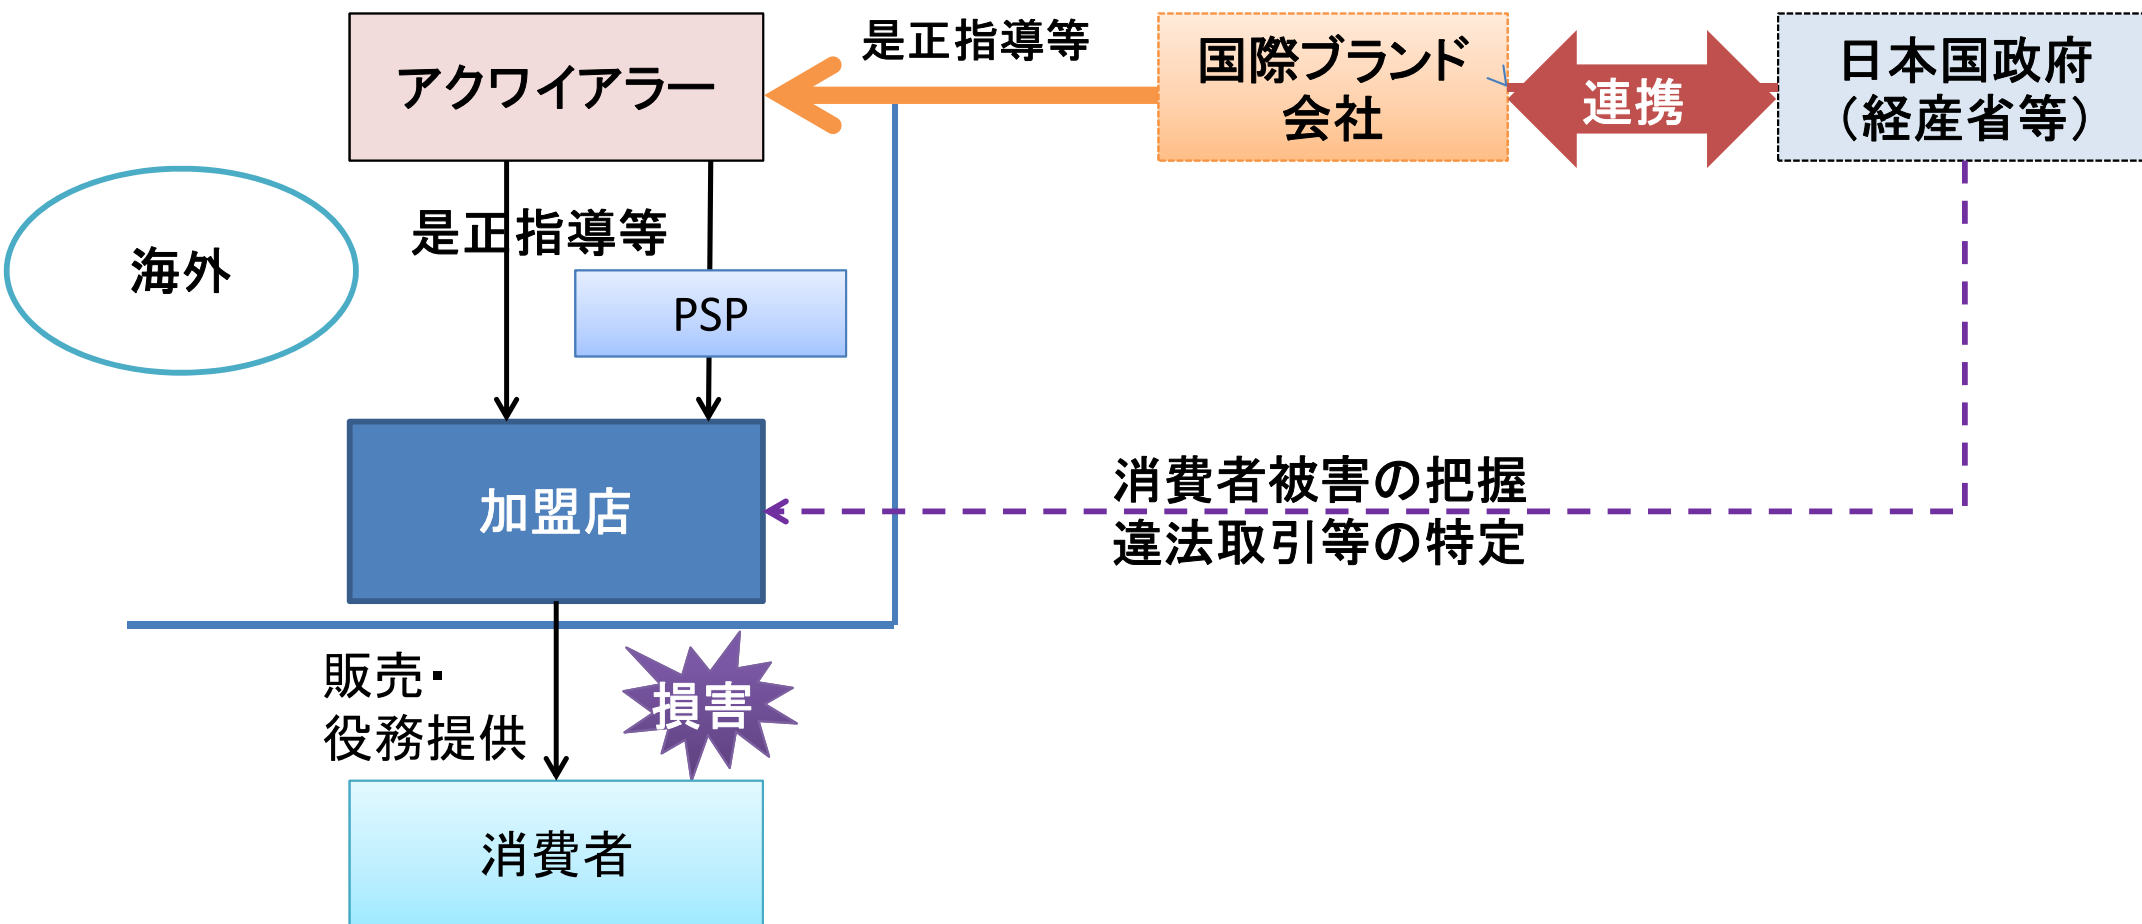 アクワイアラー
是正指導等
国際ブランド
会社
連携
日本国政府
（経産省等）
海外
是正指導等
PSP
加盟店
消費者被害の把握
違法取引等の特定
販売・
役務提供
損害
消費者